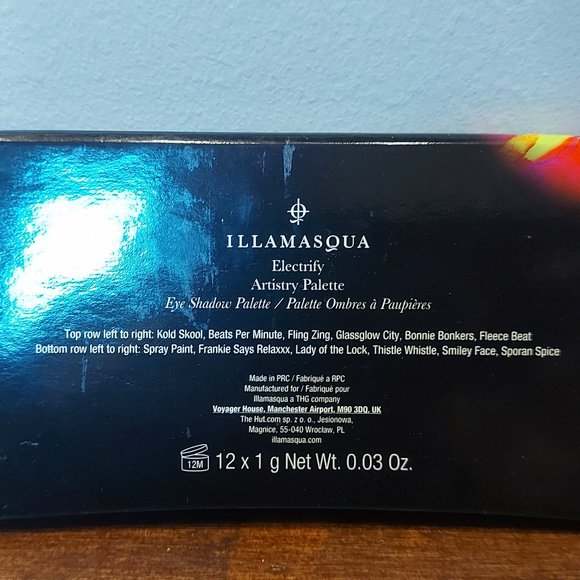 ILLAMASQUA
Electrify
Artistry Palette
Eye Shadow Palette / Palette Ombres à Paupières
Top row left to right: Kold Skool, Beats Per Minute, Fling Zing, Glassglow City, Bonnie Bonkers, Fleece Beat
Bottom row left to right: Spray Paint, Frankie Says Relaxxx, Lady of the Lock, Thistle Whistle, Smiley Face, Sporan Spice
Made in PRC / Fabriqué a RPC
Manufactured for / Fabriqué pour
Illamasqua a THG company
Voyager House, Manchester Airport, M90 3DQ, UK
The Hut.com sp. z o. o., Jesionowa,
Magnice, 55-040 Wrocław, PL
illamasqua.com
12M 12 x 1 g Net Wt. 0.03 Oz.